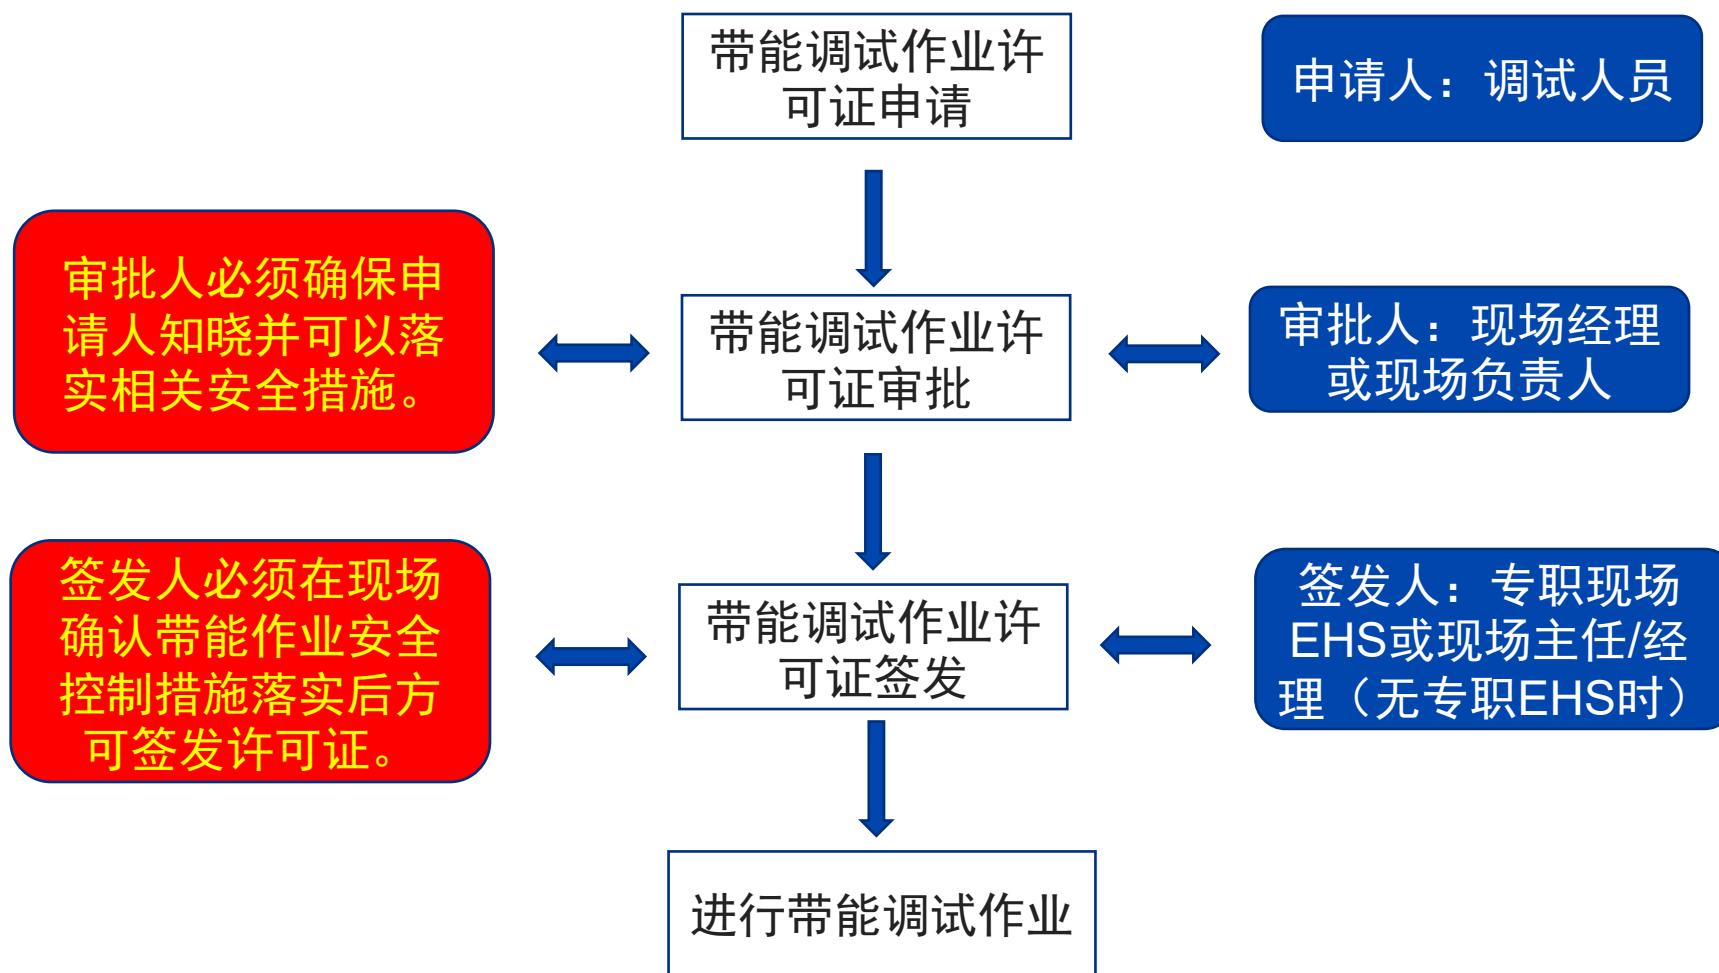 带能调试作业许
可证申请
申请人：调试人员
审批人必须确保申
请人知晓并可以落
实相关安全措施。
带能调试作业许
可证审批
审批人：现场经理
或现场负责人
签发人必须在现场
确认带能作业安全
控制措施落实后方
可签发许可证。
带能调试作业许
可证签发
签发人：专职现场
EHS或现场主任/经
理（无专职EHS时）
进行带能调试作业